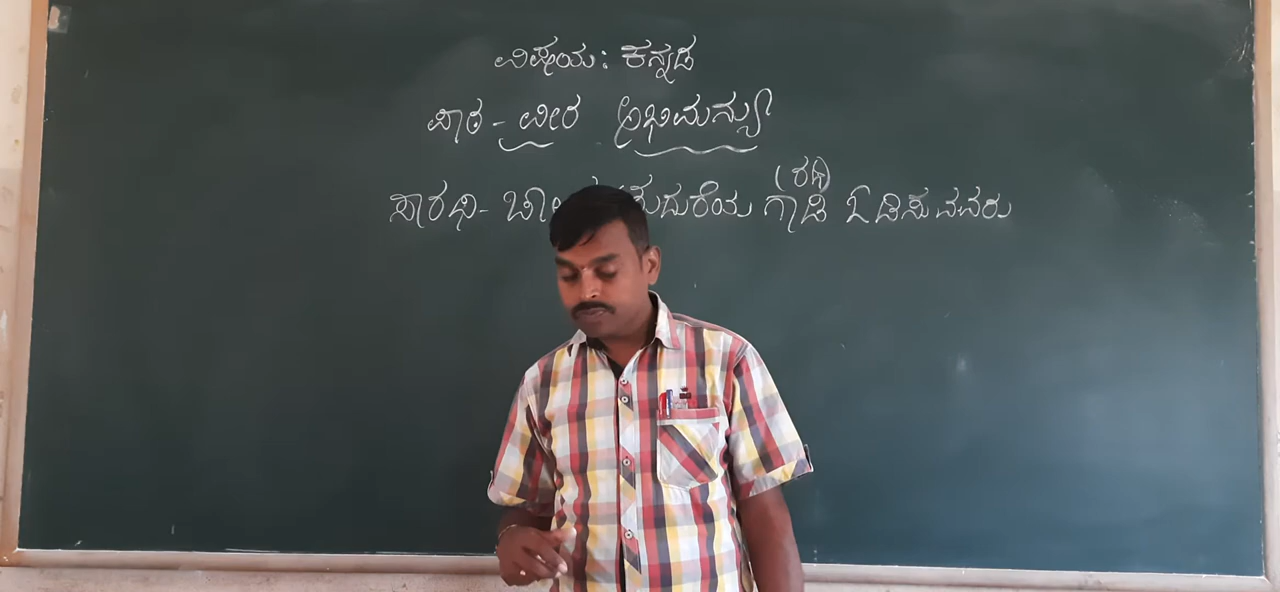 ವಿಷಯ: ಕನ್ನಡ
ಪಾಠ - ವೀರ ಅಭಿಮನ್ಯು
(ರಥ)
ಸಾರಥಿ - ಕುದುರೆಯ ಗಾಡಿ ಓಡಿಸುವವರು